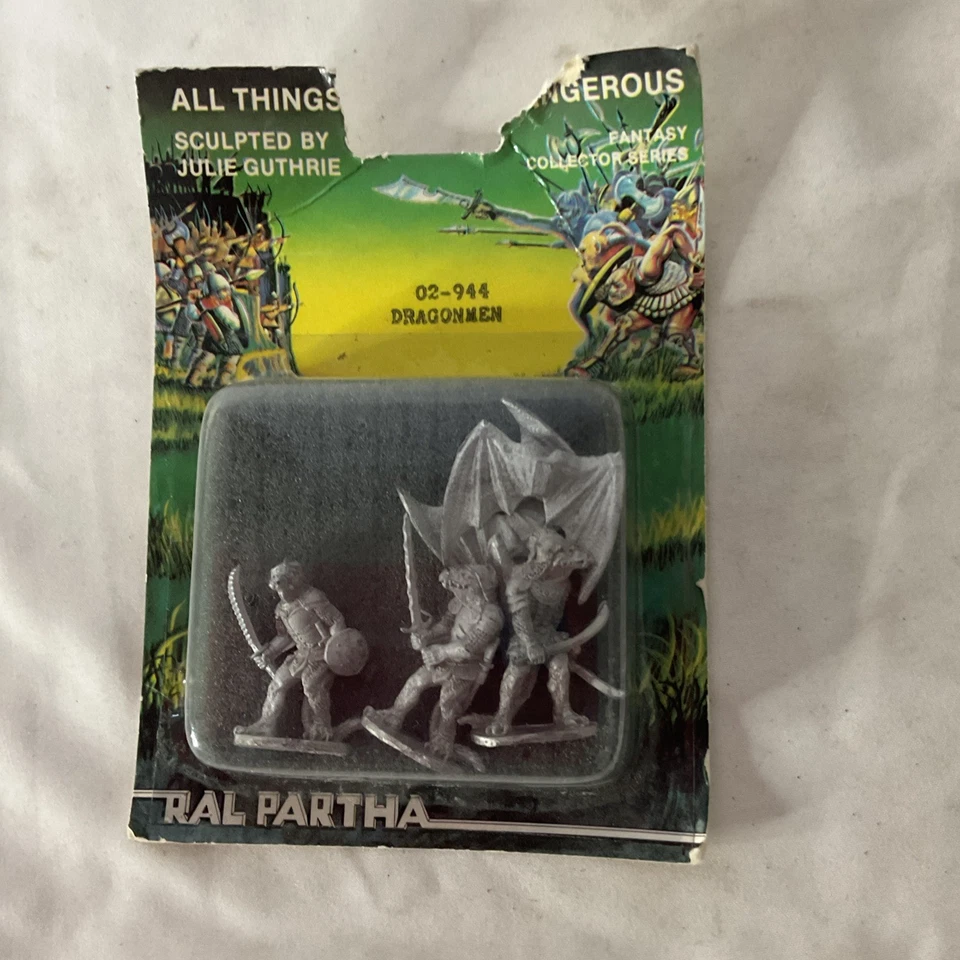 ALL THINGS
NGEROUS
SCULPTED BY
JULIE GUTHRIE
FANTASY
COLLECTOR SERIES
02-944
DRAGONMEN
RAL PARTHA